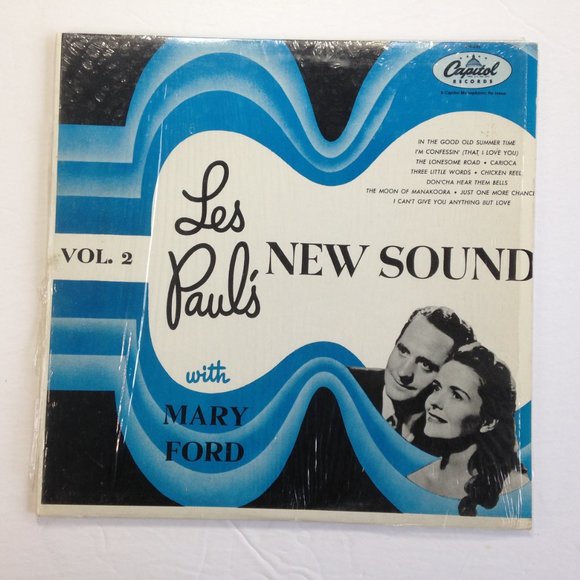 Capitol
RECORDS
IN THE GOOD OLD SUMMER TIME
I'M CONFESSIN' (THAT I LOVE YOU)
THE LONESOME ROAD • CARIOCA
THREE LITTLE WORDS • CHICKEN REEL
DON'CHA HEAR THEM BELLS
THE MOON OF MANAKOORA • JUST ONE MORE CHANCE
I CAN'T GIVE YOU ANYTHING BUT LOVE
VOL. 2
Les
Paul's
NEW SOUND
with
MARY
FORD